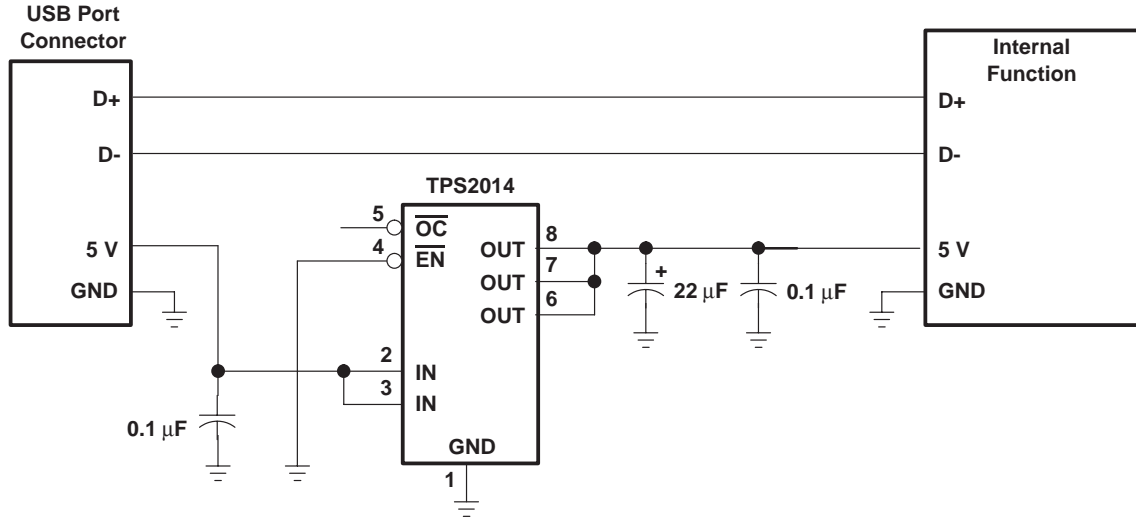 USB Port
Connector
Internal
Function
D+
D+
D-
D-
TPS2014
5
OC
8
4
EN
OUT
5 V
5 V
7
OUT
+
22 µF
0.1 µF
GND
6
OUT
GND
2
IN
3
IN
0.1 µF
GND
1